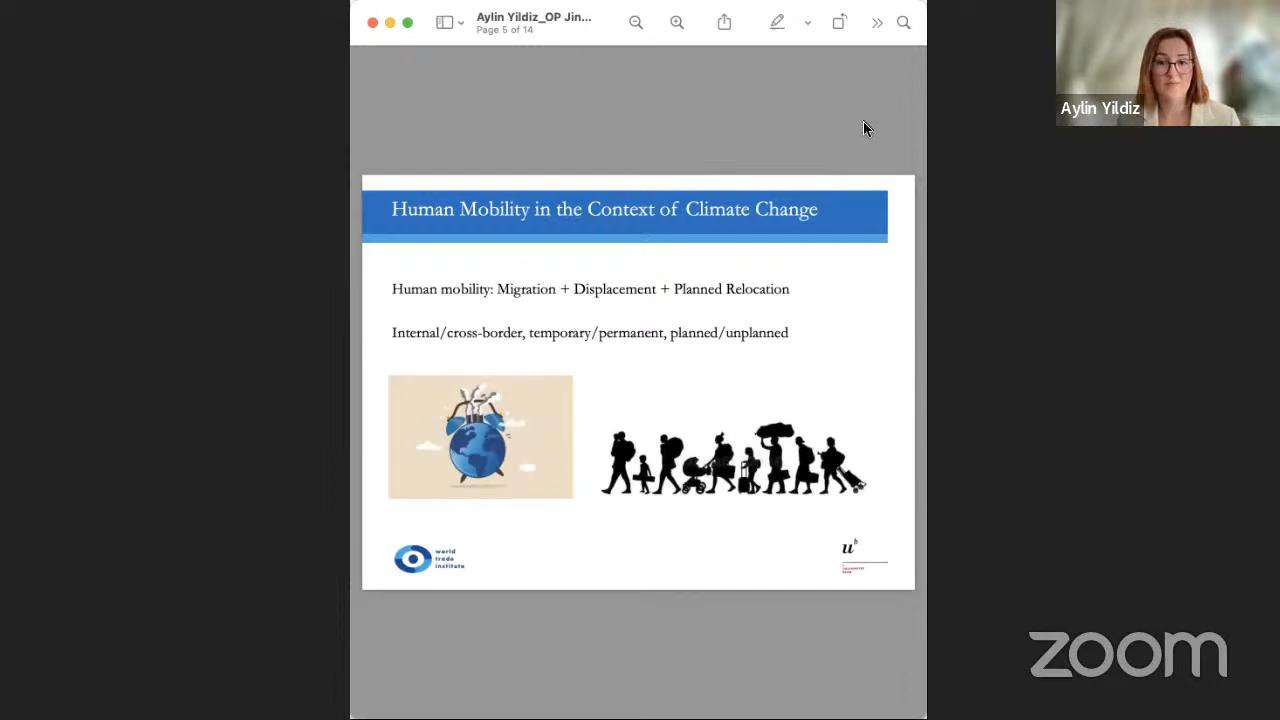 Aylin Yildiz_OP Jin...
Page 5 of 14
Aylin Yildiz
Human Mobility in the Context of Climate Change
Human mobility: Migration + Displacement + Planned Relocation
Internal/cross-border, temporary/permanent, planned/unplanned
world
trade
institute
u
b
zoom